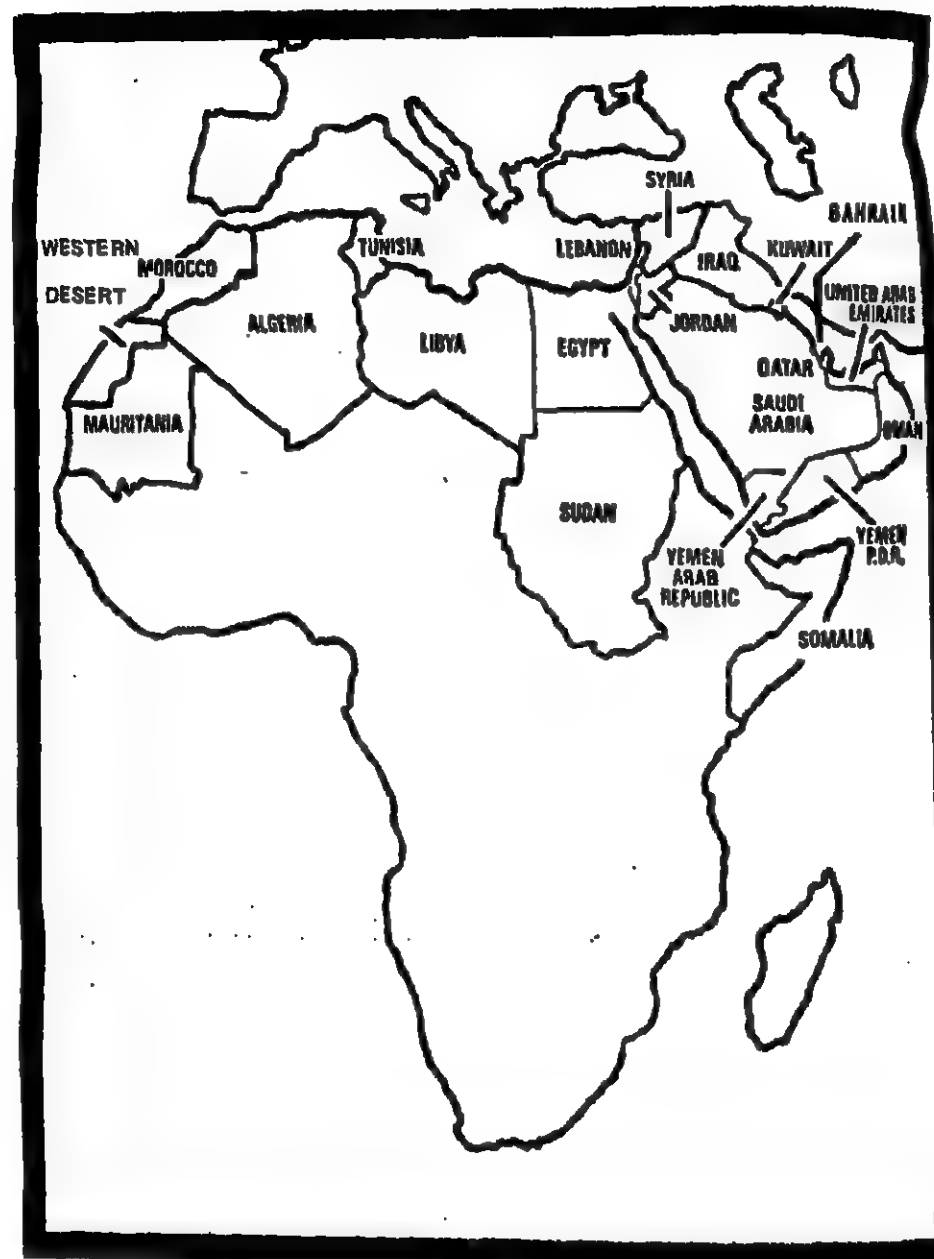 SYRIA
BAHRAIN
WESTERN
DESERT
MOROCCO
TUNISIA
LEBANON
IRAQ
KUWAIT
UNITED ARAB
EMIRATES
ALGERIA
LIBYA
EGYPT
JORDAN
QATAR
SAUDI
ARABIA
OMAN
MAURITANIA
SUDAN
YEMEN
ARAB
REPUBLIC
YEMEN
P.D.R.
SOMALIA